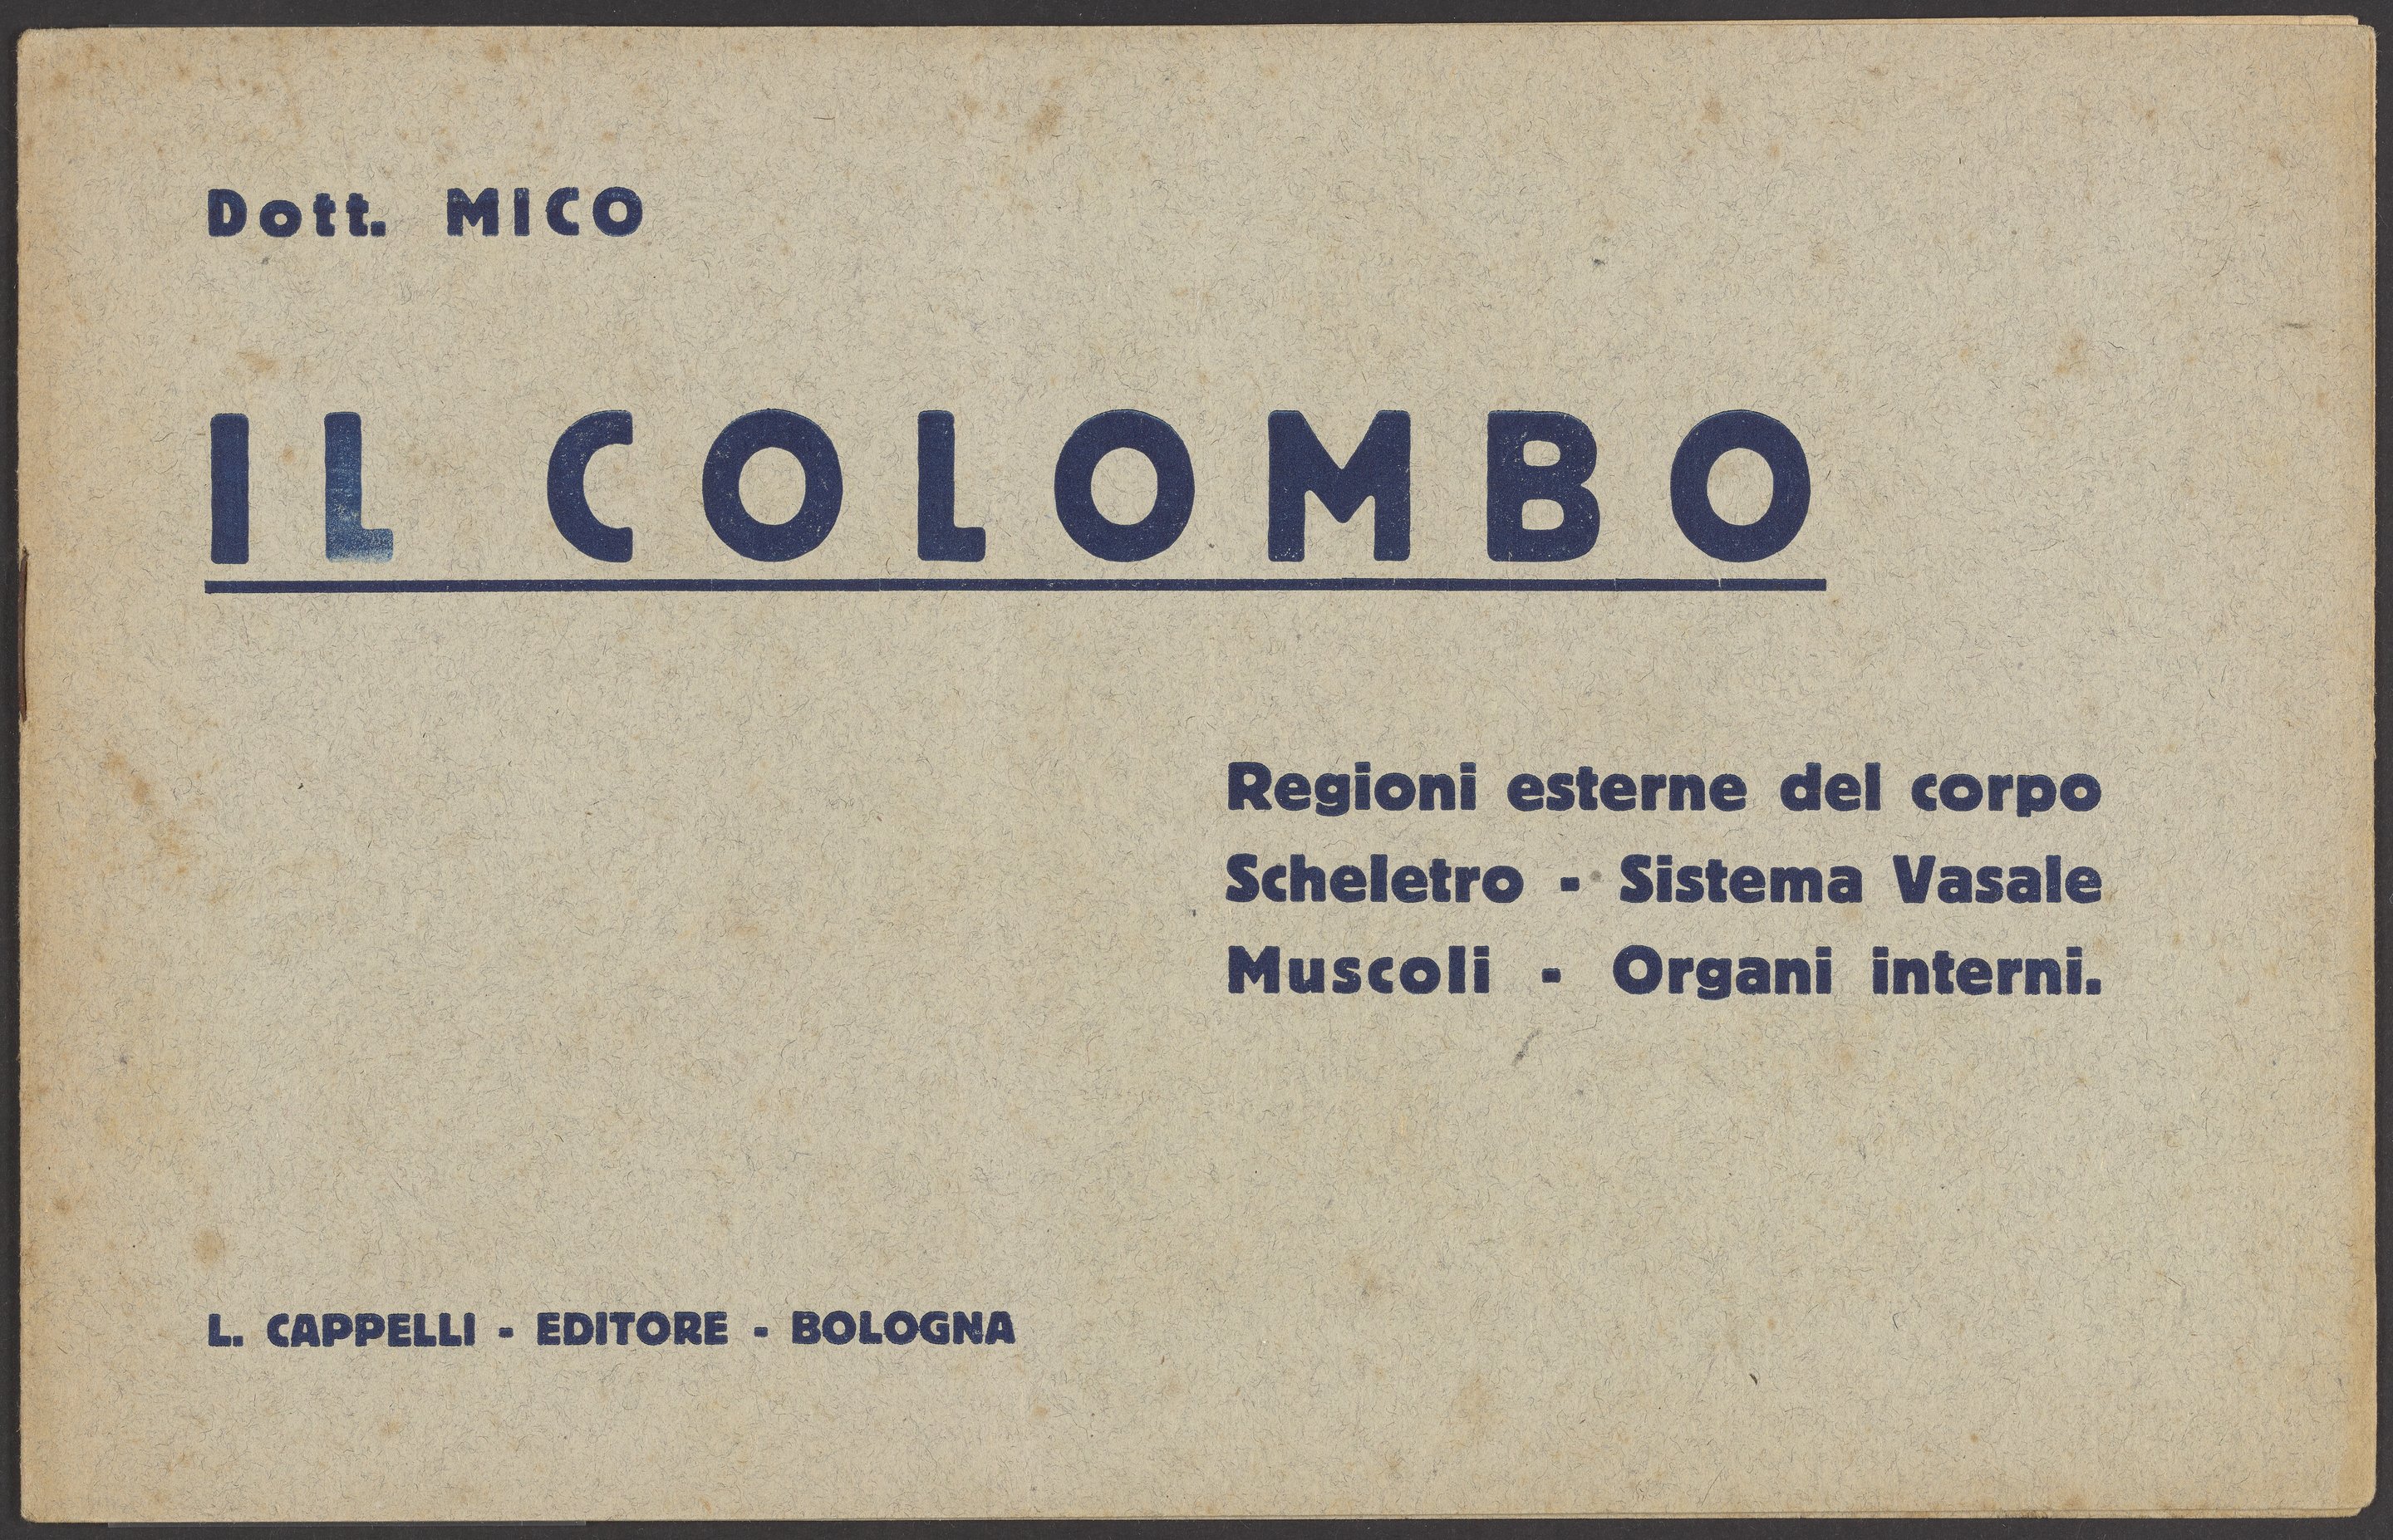 Dott. MICO
IL COLOMBO
Regioni esterne del corpo
Scheletro - Sistema Vasale
Muscoli - Organi interni.
L. CAPPELLI - EDITORE - BOLOGNA